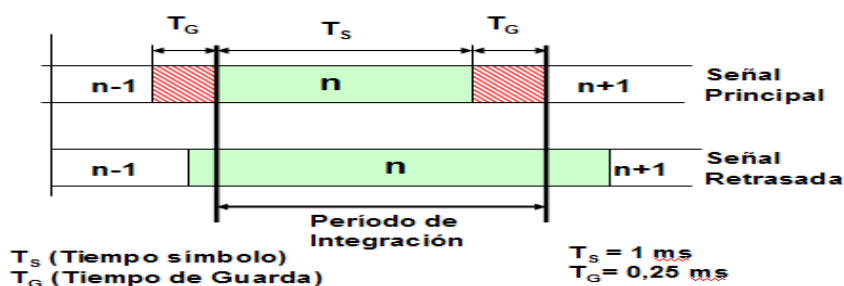 TG TS TG
n-1 n n+1 Señal Principal
n-1 n n+1 Señal Retrasada
Período de
Integración
TS (Tiempo símbolo)
TG (Tiempo de Guarda)
TS = 1 ms
TG= 0,25 ms